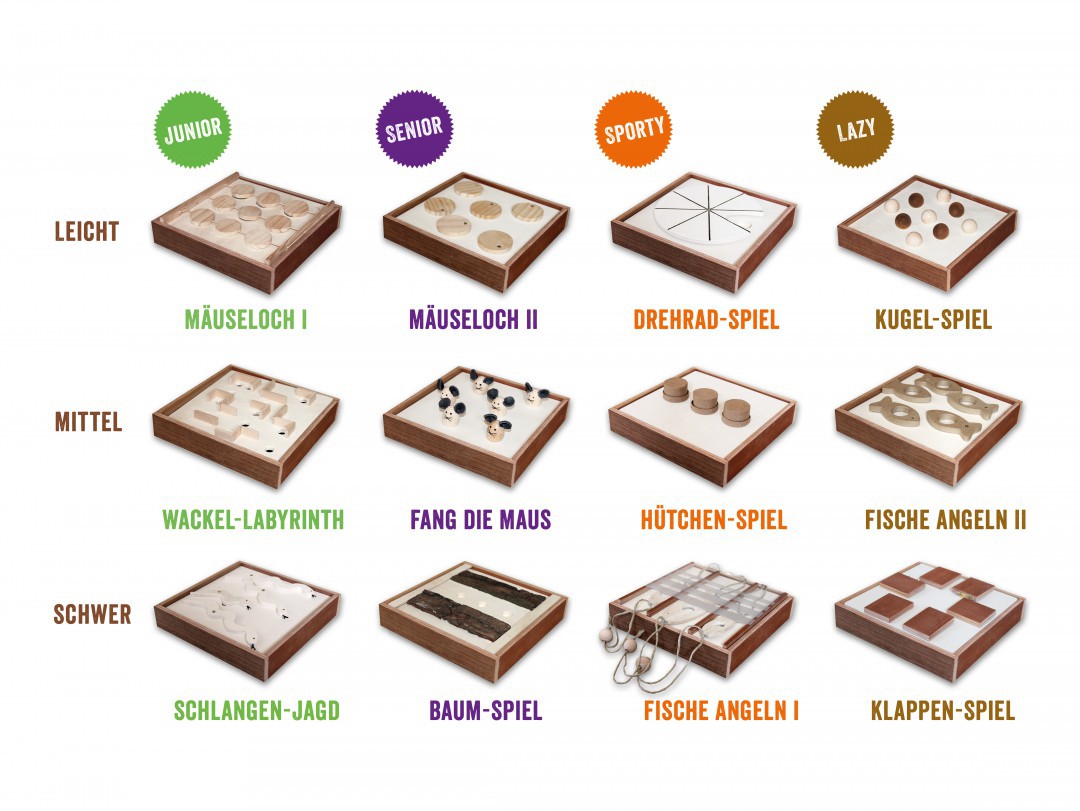 JUNIOR
SENIOR
SPORTY
LAZY
LEICHT
MÄUSELOCH I
MÄUSELOCH II
DREHRAD-SPIEL
KUGEL-SPIEL
MITTEL
WACKEL-LABYRINTH
FANG DIE MAUS
HÜTCHEN-SPIEL
FISCHE ANGELN II
SCHWER
SCHLANGEN-JAGD
BAUM-SPIEL
FISCHE ANGELN I
KLAPPEN-SPIEL